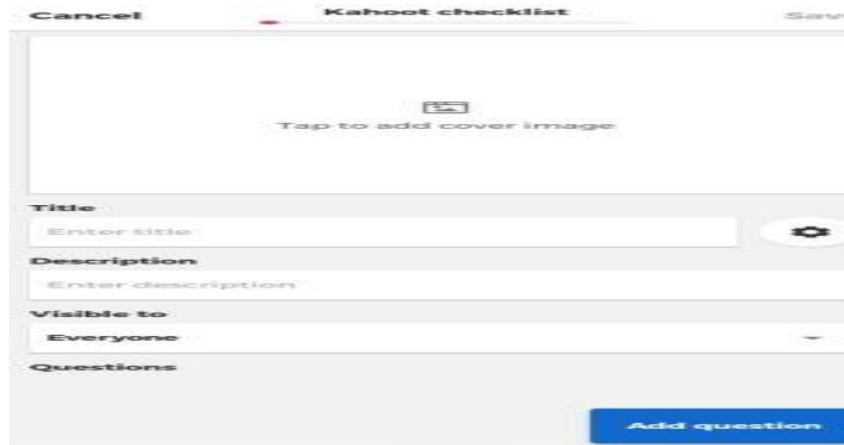 Cancel Kahoot checklist Sav
Tap to add cover image
Title
Enter title
Description
Enter description
Visible to
Everyone
Questions
Add question